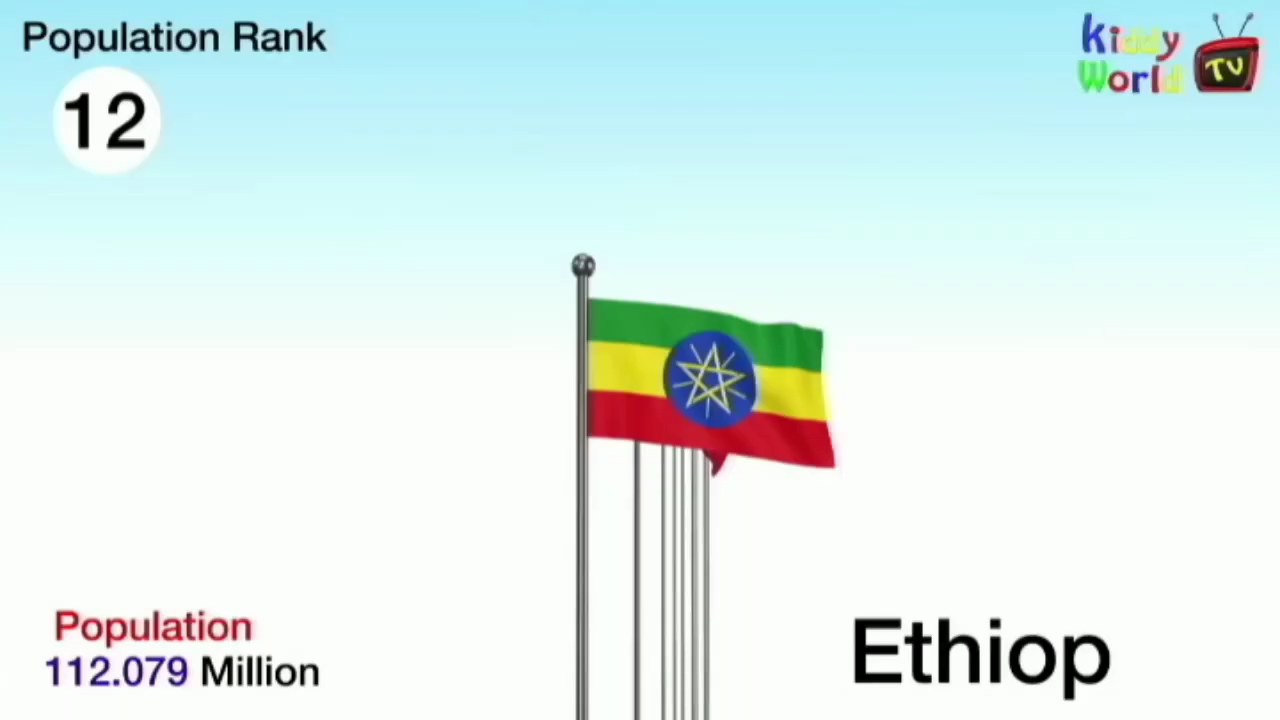 Population Rank
12
Kiddy
World
TV
Population
112.079 Million
Ethiop